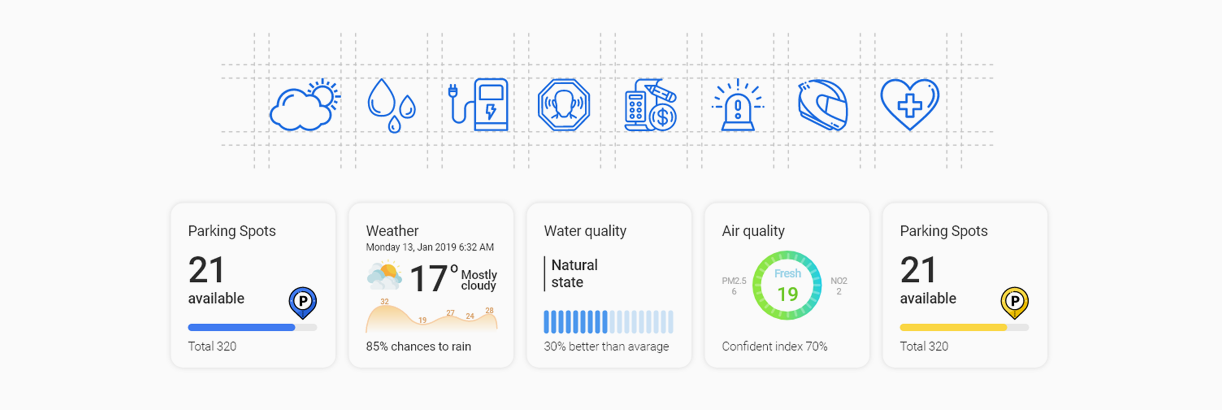 Parking Spots
21
available
P
Total 320
Weather
Monday 13, Jan 2019 6:32 AM
17° Mostly
cloudy
32
19
27
24
28
85% chances to rain
Water quality
Natural
state
30% better than avarage
Air quality
Fresh
19
PM2.5
6
NO2
2
Confident index 70%
Parking Spots
21
available
P
Total 320